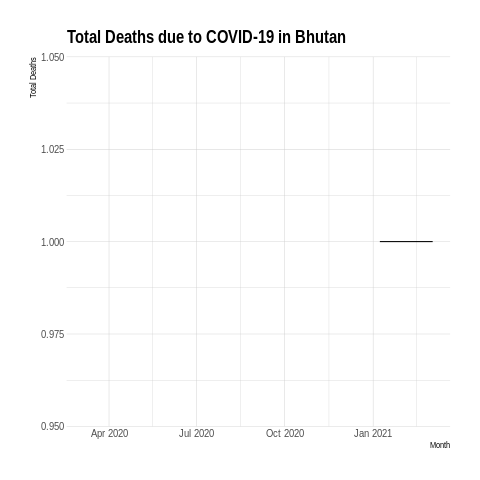 Total Deaths due to COVID-19 in Bhutan
Total Deaths
1.050
1.025
1.000
0.975
0.950
Apr 2020 Jul 2020 Oct 2020 Jan 2021
Month